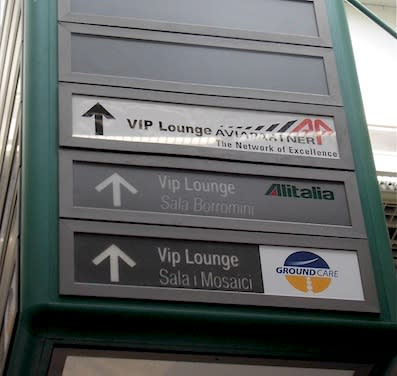 VIP Lounge AVIAPARTNER
The Network of Excellence
Vip Lounge
Sala Borromini
Alitalia
Vip Lounge
Sala i Mosaici
GROUNDCARE